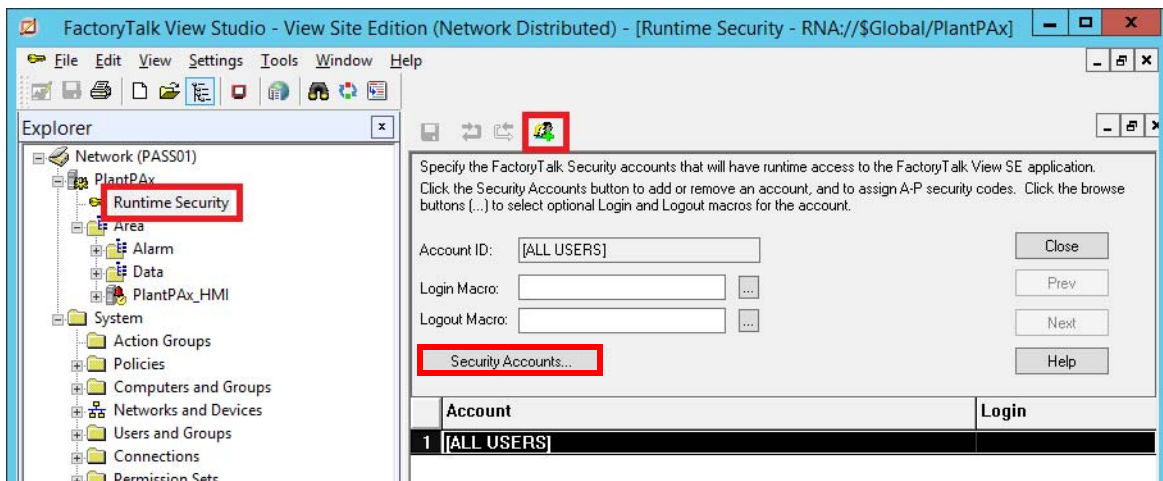 FactoryTalk View Studio - View Site Edition (Network Distributed) - [Runtime Security - RNA://$Global/PlantPAx]
File Edit View Settings Tools Window Help
Explorer
Network (PASS01)
PlantPAx
Runtime Security
Area
Alarm
Data
PlantPAx_HMI
System
Action Groups
Policies
Computers and Groups
Networks and Devices
Users and Groups
Connections
Permission Sets
Specify the FactoryTalk Security accounts that will have runtime access to the FactoryTalk View SE application.
Click the Security Accounts button to add or remove an account, and to assign A-P security codes. Click the browse
buttons (...) to select optional Login and Logout macros for the account.
Account ID: [ALL USERS]
Close
Login Macro: ...
Prev
Logout Macro: ...
Next
Security Accounts...
Help
Account Login
1 [ALL USERS]